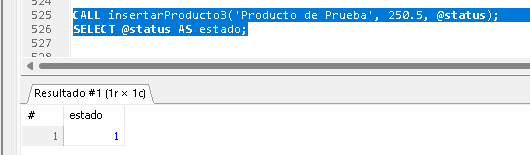 525 CALL insertarProducto3('Producto de Prueba', 250.5, @status);
526 SELECT @status AS estado;
527
Resultado #1 (1r × 1c)
# estado
1 1